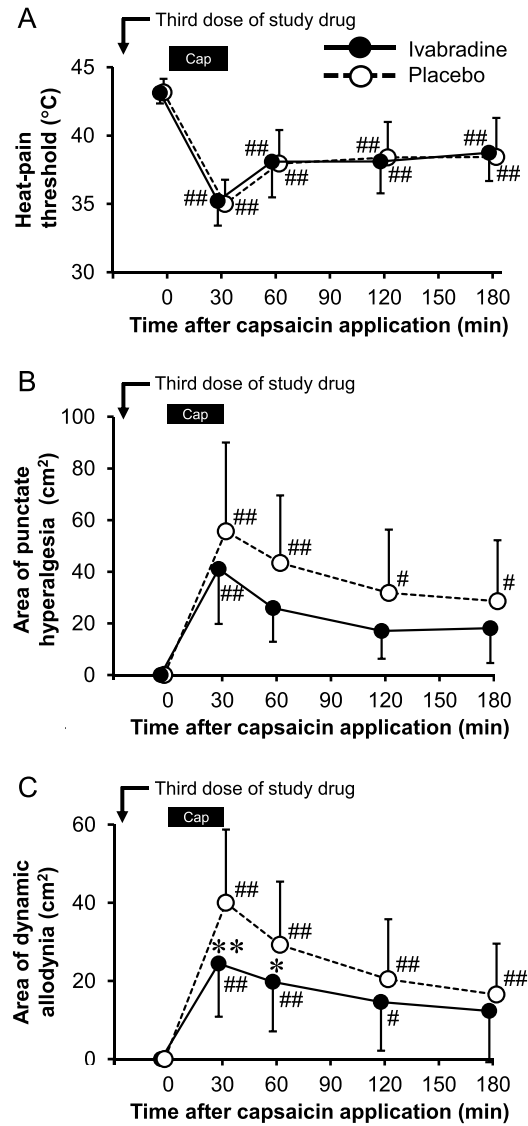 A
Third dose of study drug
Cap
Ivabradine
Placebo
Heat-pain
threshold (°C)
45
40
35
30
##
##
##
##
##
##
##
##
0 30 60 90 120 150 180
Time after capsaicin application (min)
B
Third dose of study drug
Cap
Area of punctate
hyperalgesia (cm²)
100
80
60
40
20
0
##
##
#
#
##
0 30 60 90 120 150 180
Time after capsaicin application (min)
C
Third dose of study drug
Cap
Area of dynamic
allodynia (cm²)
60
40
20
0
##
##
##
##
**
*
##
##
#
0 30 60 90 120 150 180
Time after capsaicin application (min)